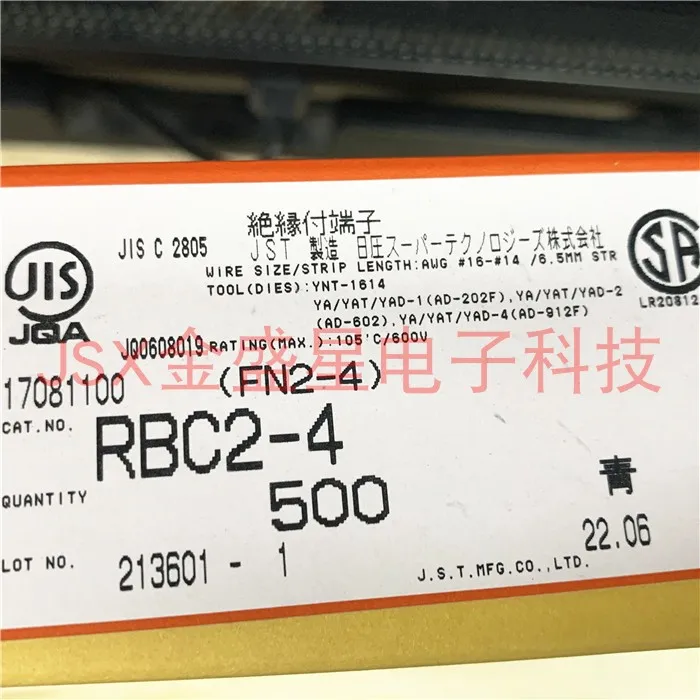 絶縁付端子
JIS C 2805
JST 製造 日圧スーパーテクノロジーズ株式会社
WIRE SIZE/STRIP LENGTH:AWG #16-#14 /6.5MM STR
TOOL(DIES):YNT-1614
YA/YAT/YAD-1(AD-202F),YA/YAT/YAD-2
(AD-602),YA/YAT/YAD-4(AD-912F)
JIS
JQA
SA
LR20812
JQ0608019 RATING(MAX.):105°C/600V
JSX金盛星电子科技
17081100
(FN2-4)
CAT.NO. RBC2-4
QUANTITY 500
青
LOT NO. 213601 - 1
22.06
J.S.T.MFG.CO.,LTD.